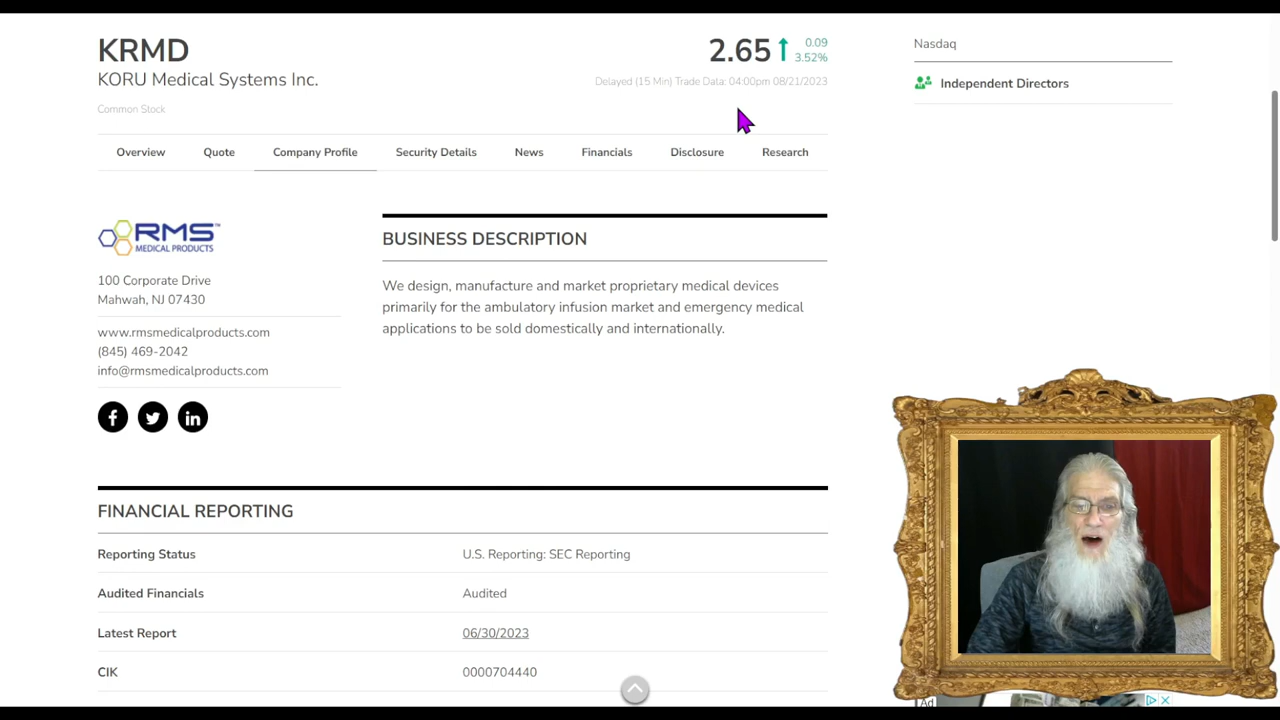 KRMD
KORU Medical Systems Inc.
Common Stock
2.65
0.09
3.52%
Delayed (15 Min) Trade Data: 04:00pm 08/21/2023
Nasdaq
Independent Directors
Overview Quote Company Profile Security Details News Financials Disclosure Research
RMS™
MEDICAL PRODUCTS
100 Corporate Drive
Mahwah, NJ 07430
www.rmsmedicalproducts.com
(845) 469-2042
info@rmsmedicalproducts.com
BUSINESS DESCRIPTION
We design, manufacture and market proprietary medical devices
primarily for the ambulatory infusion market and emergency medical
applications to be sold domestically and internationally.
FINANCIAL REPORTING
Reporting Status U.S. Reporting: SEC Reporting
Audited Financials Audited
Latest Report 06/30/2023
CIK 0000704440
Ad